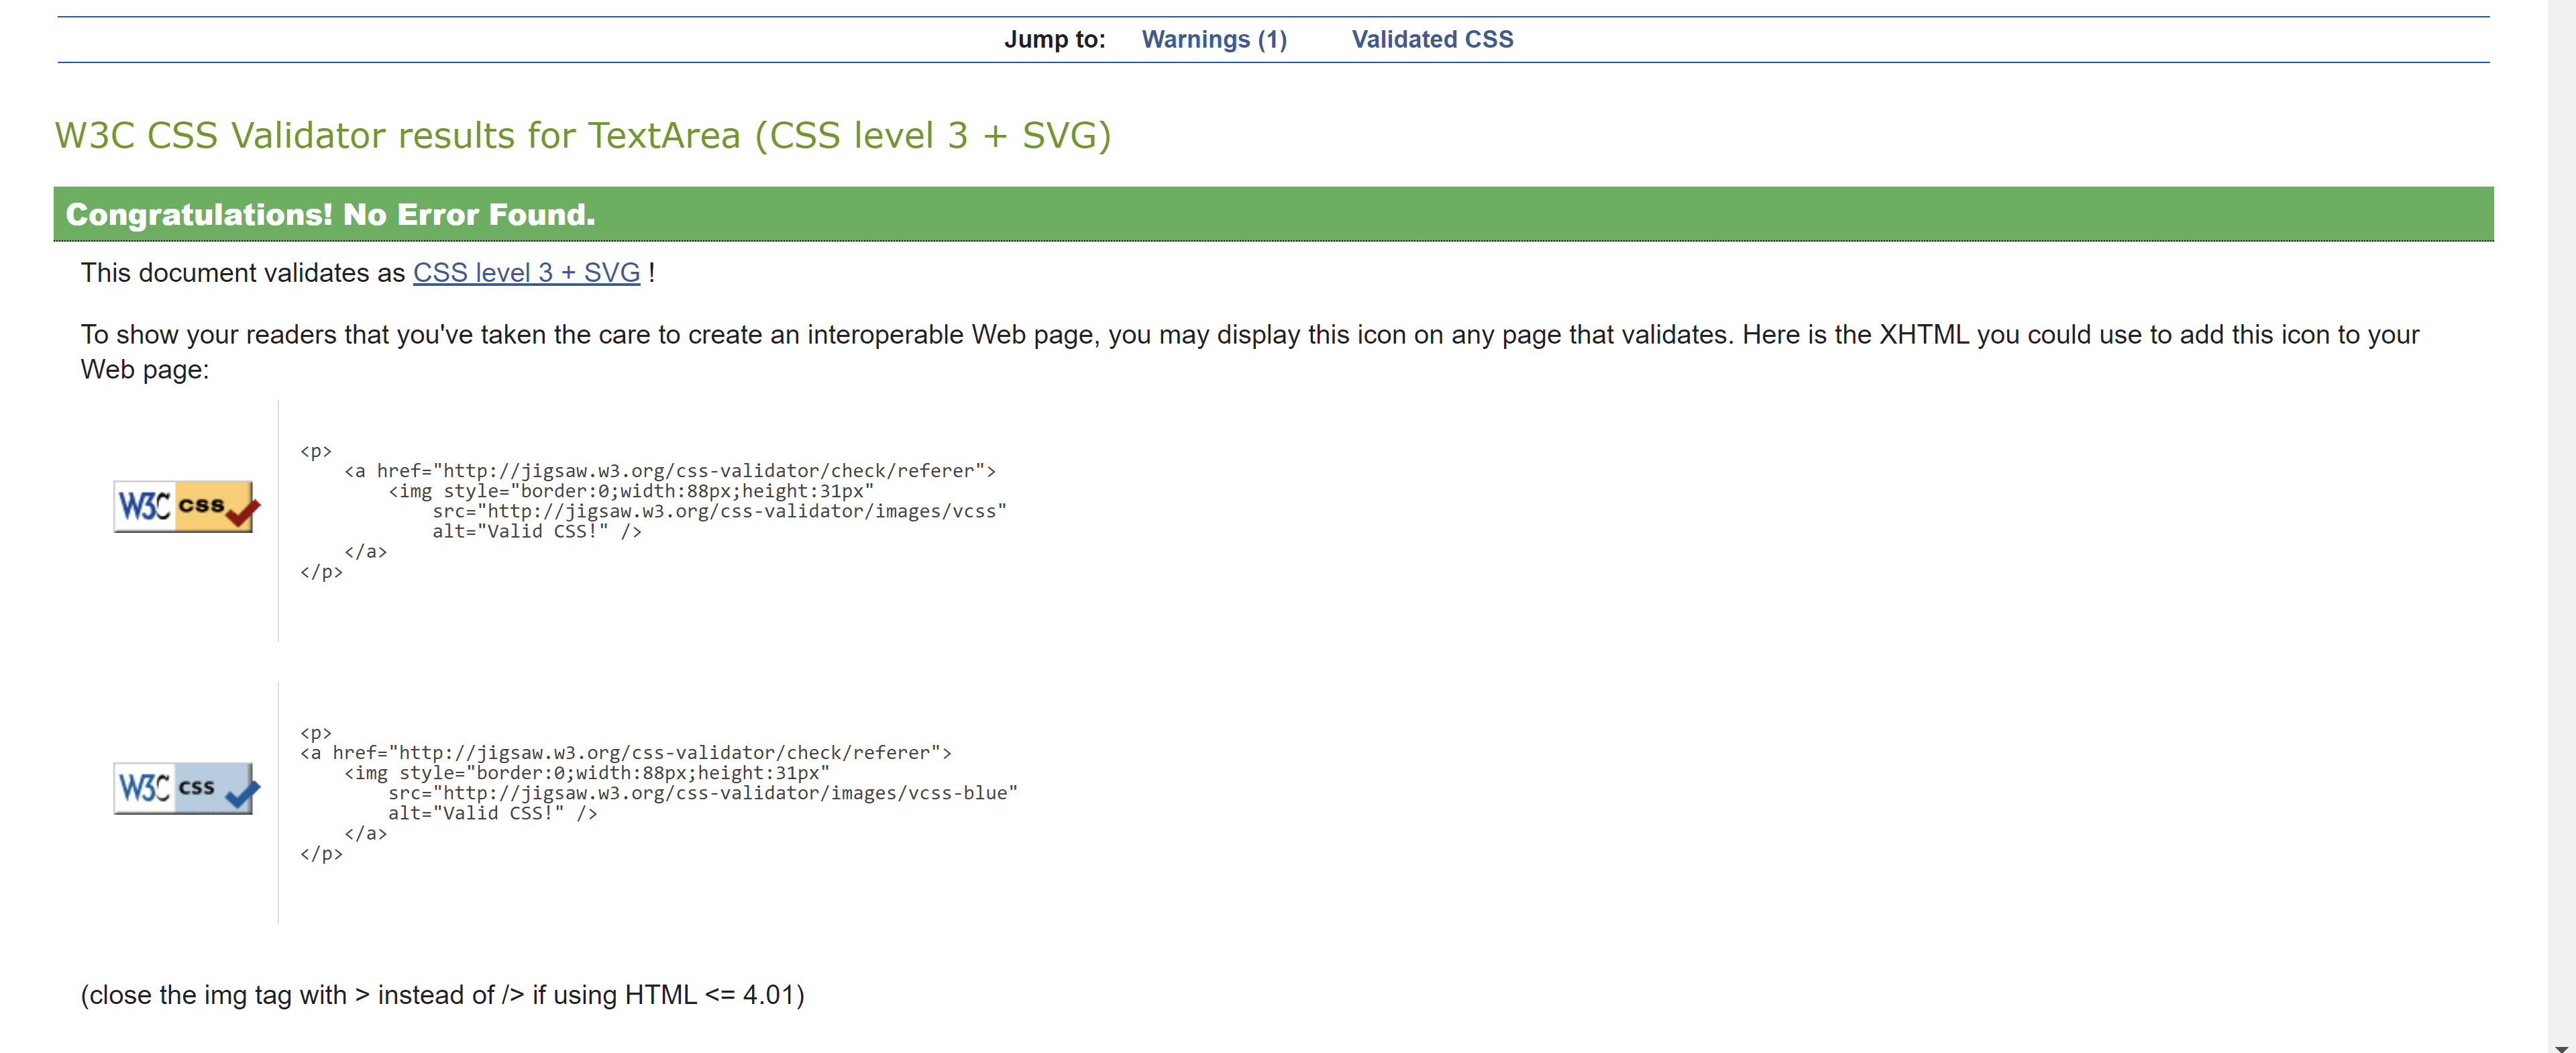 Jump to: Warnings (1) Validated CSS
W3C CSS Validator results for TextArea (CSS level 3 + SVG)
Congratulations! No Error Found.
This document validates as CSS level 3 + SVG !
To show your readers that you've taken the care to create an interoperable Web page, you may display this icon on any page that validates. Here is the XHTML you could use to add this icon to your
Web page:
W3C css
<p>
<a href="http://jigsaw.w3.org/css-validator/check/referer">
<img style="border:0;width:88px;height:31px"
src="http://jigsaw.w3.org/css-validator/images/vcss"
alt="Valid CSS!" />
</a>
</p>
W3C css
<p>
<a href="http://jigsaw.w3.org/css-validator/check/referer">
<img style="border:0;width:88px;height:31px"
src="http://jigsaw.w3.org/css-validator/images/vcss-blue"
alt="Valid CSS!" />
</a>
</p>
(close the img tag with > instead of /> if using HTML <= 4.01)